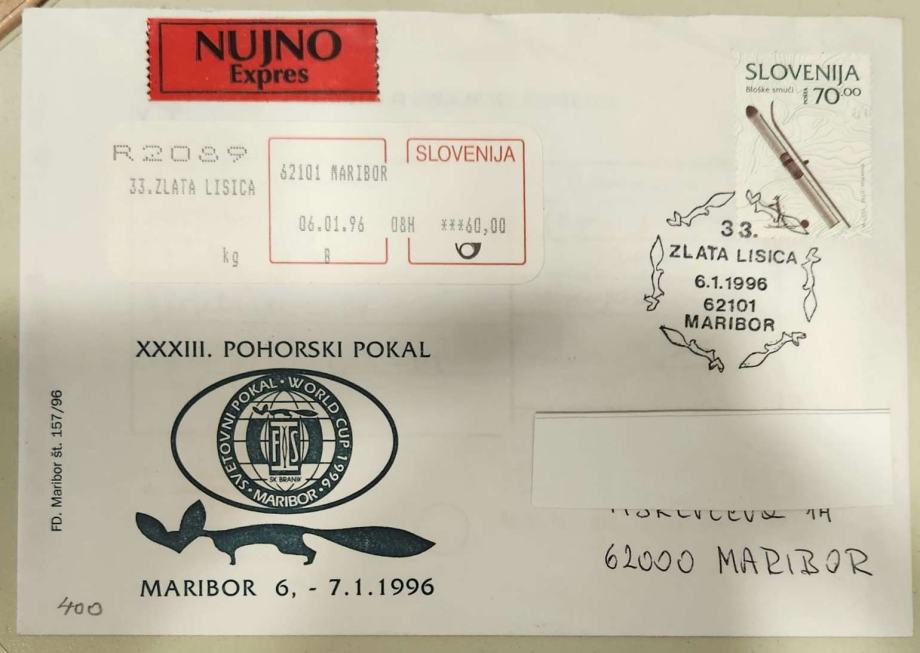 NUJNO
Expres
SLOVENIJA
Bloške smuči
POŠTA 70.00
R2089
33.ZLATA LISICA
kg
62101 MARIBOR
06.01.96 08H
B
SLOVENIJA
***60,00
33.
ZLATA LISICA
6.1.1996
62101
MARIBOR
XXXIII. POHORSKI POKAL
SVETOVNI POKAL · WORLD CUP 1996 · MARIBOR ·
FIS
SK BRANIK
MARIBOR 6, - 7.1.1996
FD. Maribor št. 157/96
400
1A
62000 MARIBOR